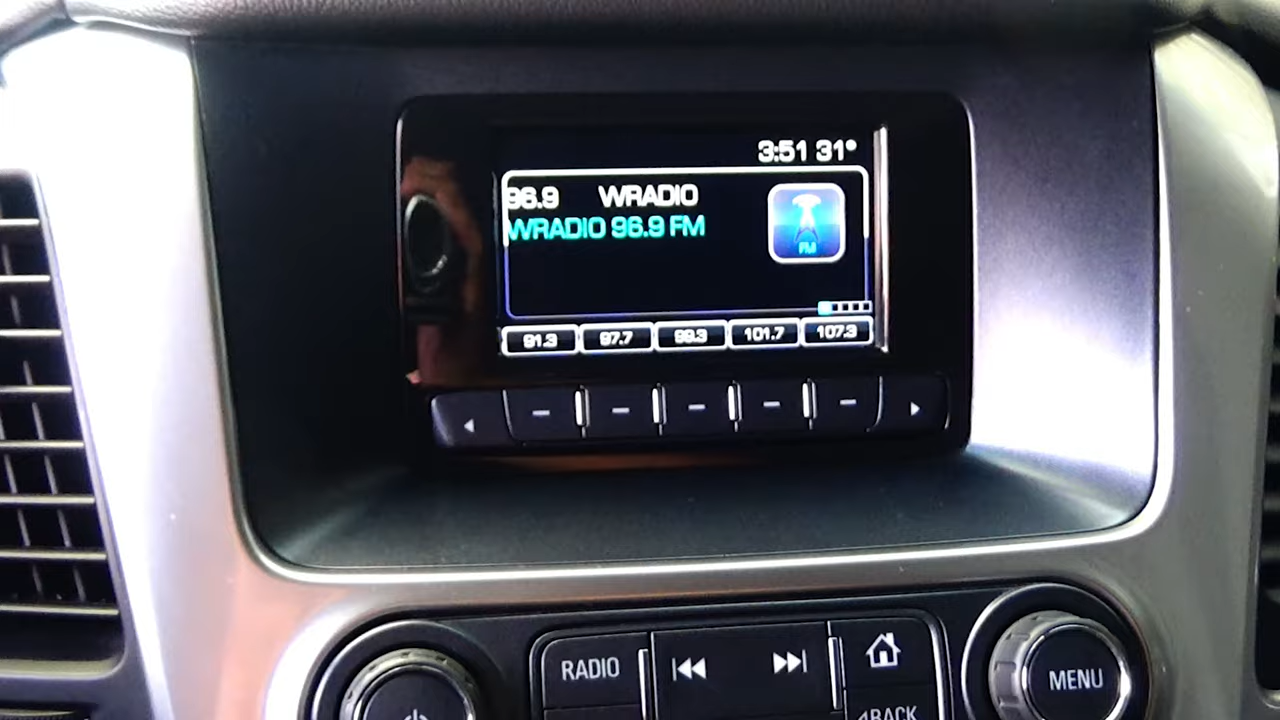 3:51 31°
96.9 WRADIO
WRADIO 96.9 FM
FM
91.3 97.7 99.3 101.7 107.3
RADIO
MENU
BACK